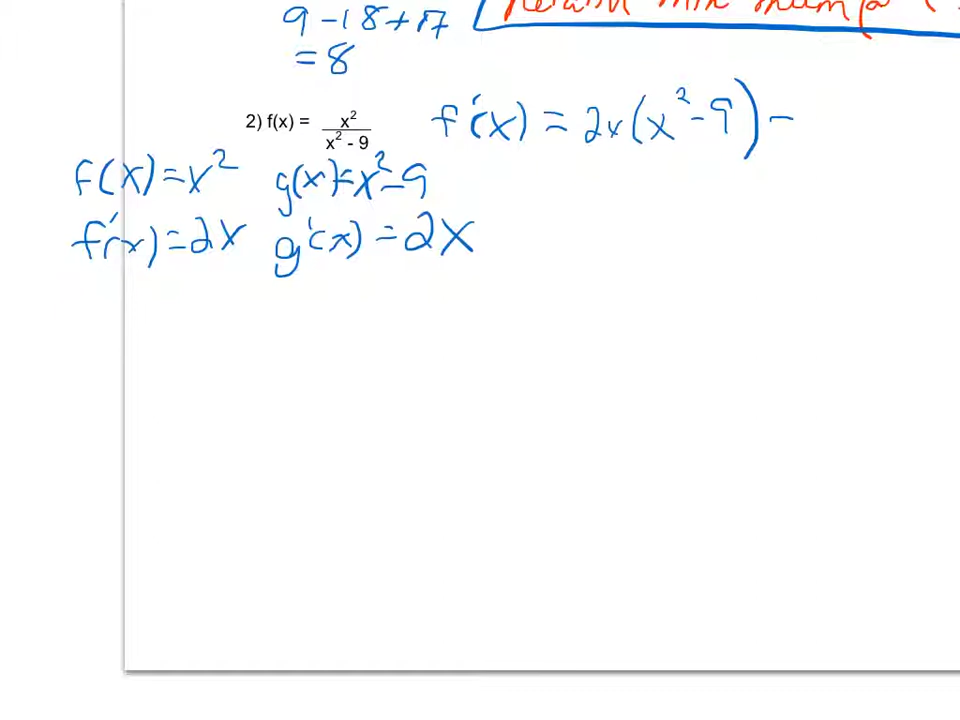 9 - 18 + 17
= 8
2) f(x) = x² / x² - 9
f'(x) = 2x(x² - 9) -
f(x) = x² g(x) = x² - 9
f'(x) = 2x g'(x) = 2x